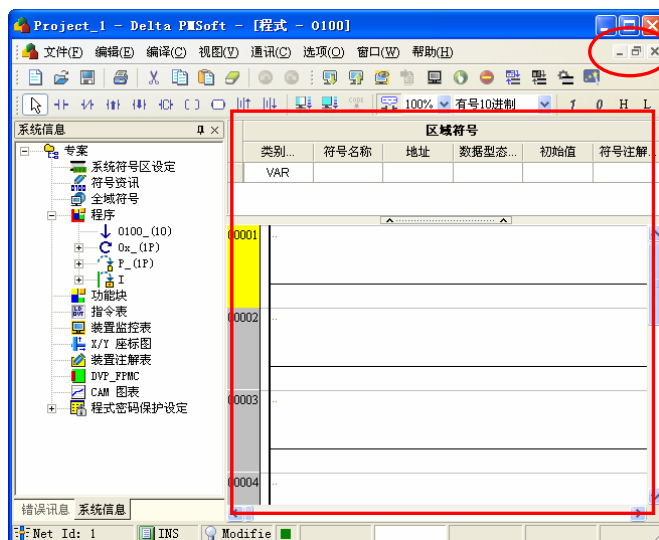 Project_1 - Delta PMSoft - [程式 - O100]
文件(F) 编辑(E) 编译(C) 视图(V) 通讯(C) 选项(O) 窗口(W) 帮助(H)
100% 有号10进制 1 0 H L
系统信息
区域符号
类别... 符号名称 地址 数据型态... 初始值 符号注解...
VAR
专案
系统符号区设定
符号资讯
全域符号
程序
O100_(10)
Ox_(1P)
P_(1P)
I
功能块
指令表
装置监控表
X/Y 座标图
装置注解表
DVP_FPMC
CAM 图表
程式密码保护设定
00001
00002
00003
00004
错误讯息 系统信息
Net Id: 1 INS Modifie